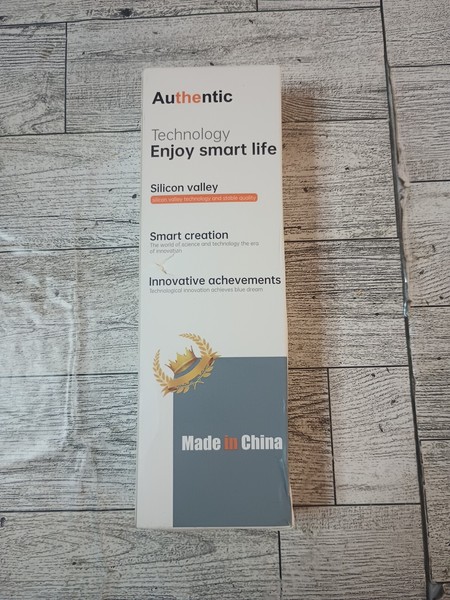 Authentic
Technology
Enjoy smart life
Silicon valley
silicon valley technology and stable quality
Smart creation
The world of science and technology the era
of innovation
Innovative achevements
Technological innovation achieves blue dream
Made in China